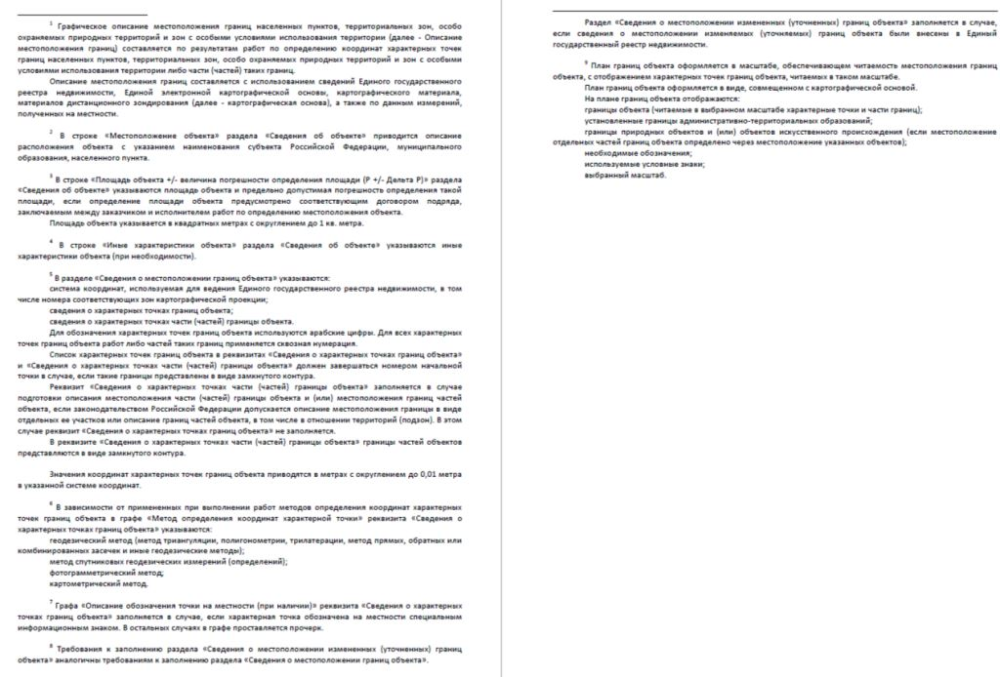 1 Графическое описание местоположения границ населенных пунктов, территориальных зон, особо
охраняемых природных территорий и зон с особыми условиями использования территории (далее - Описание
местоположения границ) составляется по результатам работ по определению координат характерных точек
границ населенных пунктов, территориальных зон, особо охраняемых природных территорий и зон с особыми
условиями использования территории либо части (частей) таких границ.
Описание местоположения границ составляется с использованием сведений Единого государственного
реестра недвижимости, Единой электронной картографической основы, картографического материала,
материалов дистанционного зондирования (далее - картографическая основа), а также по данным измерений,
полученных на местности.
2 В строке «Местоположение объекта» раздела «Сведения об объекте» приводится описание
расположения объекта с указанием наименования субъекта Российской Федерации, муниципального
образования, населенного пункта.
3 В строке «Площадь объекта +/- величина погрешности определения площади (P +/- Дельта P)» раздела
«Сведения об объекте» указываются площадь объекта и предельно допустимая погрешность определения такой
площади, если определение площади объекта предусмотрено соответствующим договором подряда,
заключаемым между заказчиком и исполнителем работ по определению местоположения объекта.
Площадь объекта указывается в квадратных метрах с округлением до 1 кв. метра.
4 В строке «Иные характеристики объекта» раздела «Сведения об объекте» указываются иные
характеристики объекта (при необходимости).
5 В разделе «Сведения о местоположении границ объекта» указываются:
система координат, используемая для ведения Единого государственного реестра недвижимости, в том
числе номера соответствующих зон картографической проекции;
сведения о характерных точках границ объекта;
сведения о характерных точках части (частей) границы объекта.
Для обозначения характерных точек границ объекта используются арабские цифры. Для всех характерных
точек границ объекта работ либо частей таких границ применяется сквозная нумерация.
Список характерных точек границ объекта в реквизитах «Сведения о характерных точках границ объекта»
и «Сведения о характерных точках части (частей) границы объекта» должен завершаться номером начальной
точки в случае, если такие границы представлены в виде замкнутого контура.
Реквизит «Сведения о характерных точках части (частей) границы объекта» заполняется в случае
подготовки описания местоположения части (частей) границы объекта и (или) местоположения границ частей
объекта, если законодательством Российской Федерации допускается описание местоположения границы в виде
отдельных ее участков или описание границ частей объекта, в том числе в отношении территорий (подзон). В этом
случае реквизит «Сведения о характерных точках границ объекта» не заполняется.
В реквизите «Сведения о характерных точках части (частей) границы объекта» границы частей объектов
представляются в виде замкнутого контура.
Значения координат характерных точек границ объекта приводятся в метрах с округлением до 0,01 метра
в указанной системе координат.
6 В зависимости от примененных при выполнении работ методов определения координат характерных
точек границ объекта в графе «Метод определения координат характерной точки» реквизита «Сведения о
характерных точках границ объекта» указываются:
геодезический метод (метод триангуляции, полигонометрии, трилатерации, метод прямых, обратных или
комбинированных засечек и иные геодезические методы);
метод спутниковых геодезических измерений (определений);
фотограмметрический метод;
картометрический метод.
7 Графа «Описание обозначения точки на местности (при наличии)» реквизита «Сведения о характерных
точках границ объекта» заполняется в случае, если характерная точка обозначена на местности специальным
информационным знаком. В остальных случаях в графе проставляется прочерк.
8 Требования к заполнению раздела «Сведения о местоположении измененных (уточненных) границ
объекта» аналогичны требованиям к заполнению раздела «Сведения о местоположении границ объекта».
Раздел «Сведения о местоположении измененных (уточненных) границ объекта» заполняется в случае,
если сведения о местоположении изменяемых (уточняемых) границ объекта были внесены в Единый
государственный реестр недвижимости.
9 План границ объекта оформляется в масштабе, обеспечивающем читаемость местоположения границ
объекта, с отображением характерных точек границ объекта, читаемых в таком масштабе.
План границ объекта оформляется в виде, совмещенном с картографической основой.
На плане границ объекта отображаются:
границы объекта (читаемые в выбранном масштабе характерные точки и части границ);
установленные границы административно-территориальных образований;
границы природных объектов и (или) объектов искусственного происхождения (если местоположение
отдельных частей границ объекта определено через местоположение указанных объектов);
необходимые обозначения;
используемые условные знаки;
выбранный масштаб.